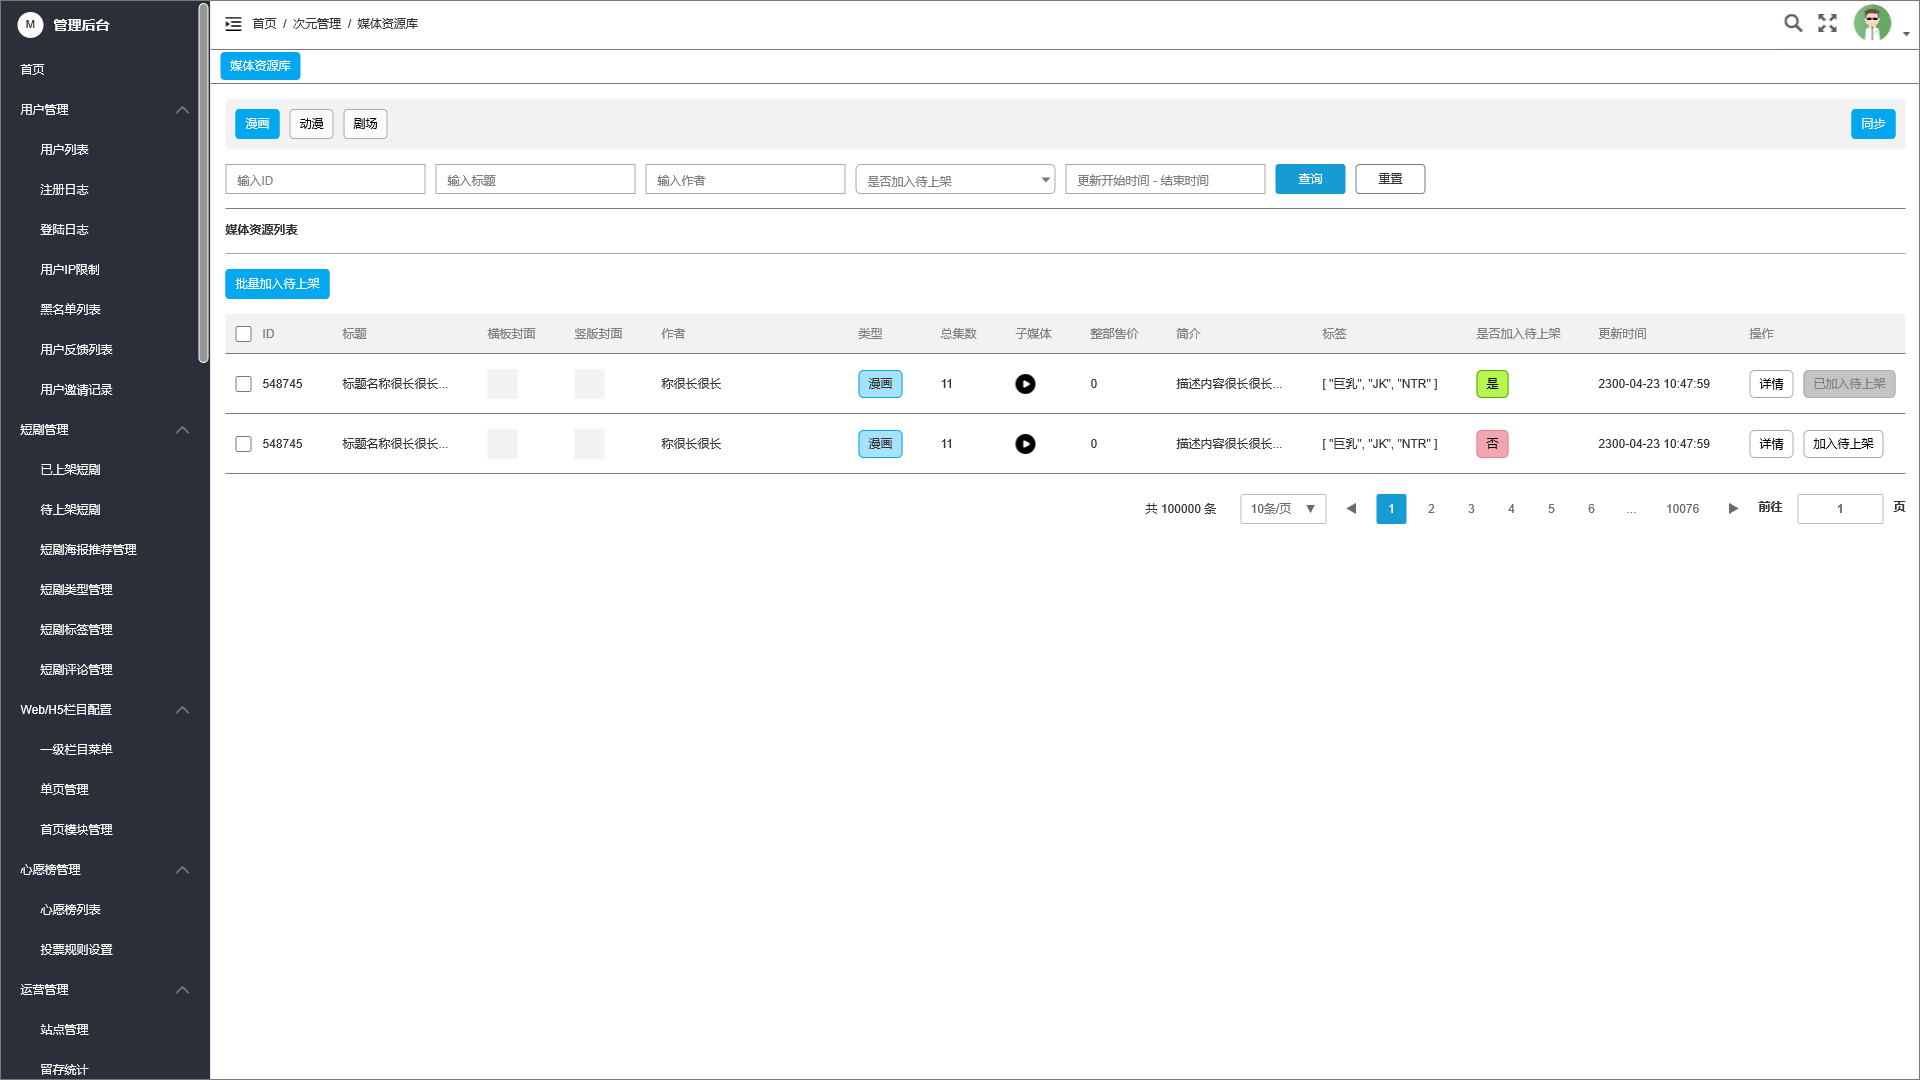 M 管理后台
首页
用户管理
用户列表
注册日志
登陆日志
用户IP限制
黑名单列表
用户反馈列表
用户邀请记录
短剧管理
已上架短剧
待上架短剧
短剧海报推荐管理
短剧类型管理
短剧标签管理
短剧评论管理
Web/H5栏目配置
一级栏目菜单
单页管理
首页模块管理
心愿榜管理
心愿榜列表
投票规则设置
运营管理
站点管理
留存统计
首页 / 次元管理 / 媒体资源库
媒体资源库
漫画 动漫 剧场 同步
输入ID 输入标题 输入作者 是否加入待上架 更新开始时间 - 结束时间 查询 重置
媒体资源列表
批量加入待上架
ID 标题 横板封面 竖版封面 作者 类型 总集数 子媒体 整部售价 简介 标签 是否加入待上架 更新时间 操作
548745 标题名称很长很长... 称很长很长 漫画 11 0 描述内容很长很长... [ "巨乳", "JK", "NTR" ] 是 2300-04-23 10:47:59 详情 已加入待上架
548745 标题名称很长很长... 称很长很长 漫画 11 0 描述内容很长很长... [ "巨乳", "JK", "NTR" ] 否 2300-04-23 10:47:59 详情 加入待上架
共 100000 条 10条/页 1 2 3 4 5 6 ... 10076 前往 1 页